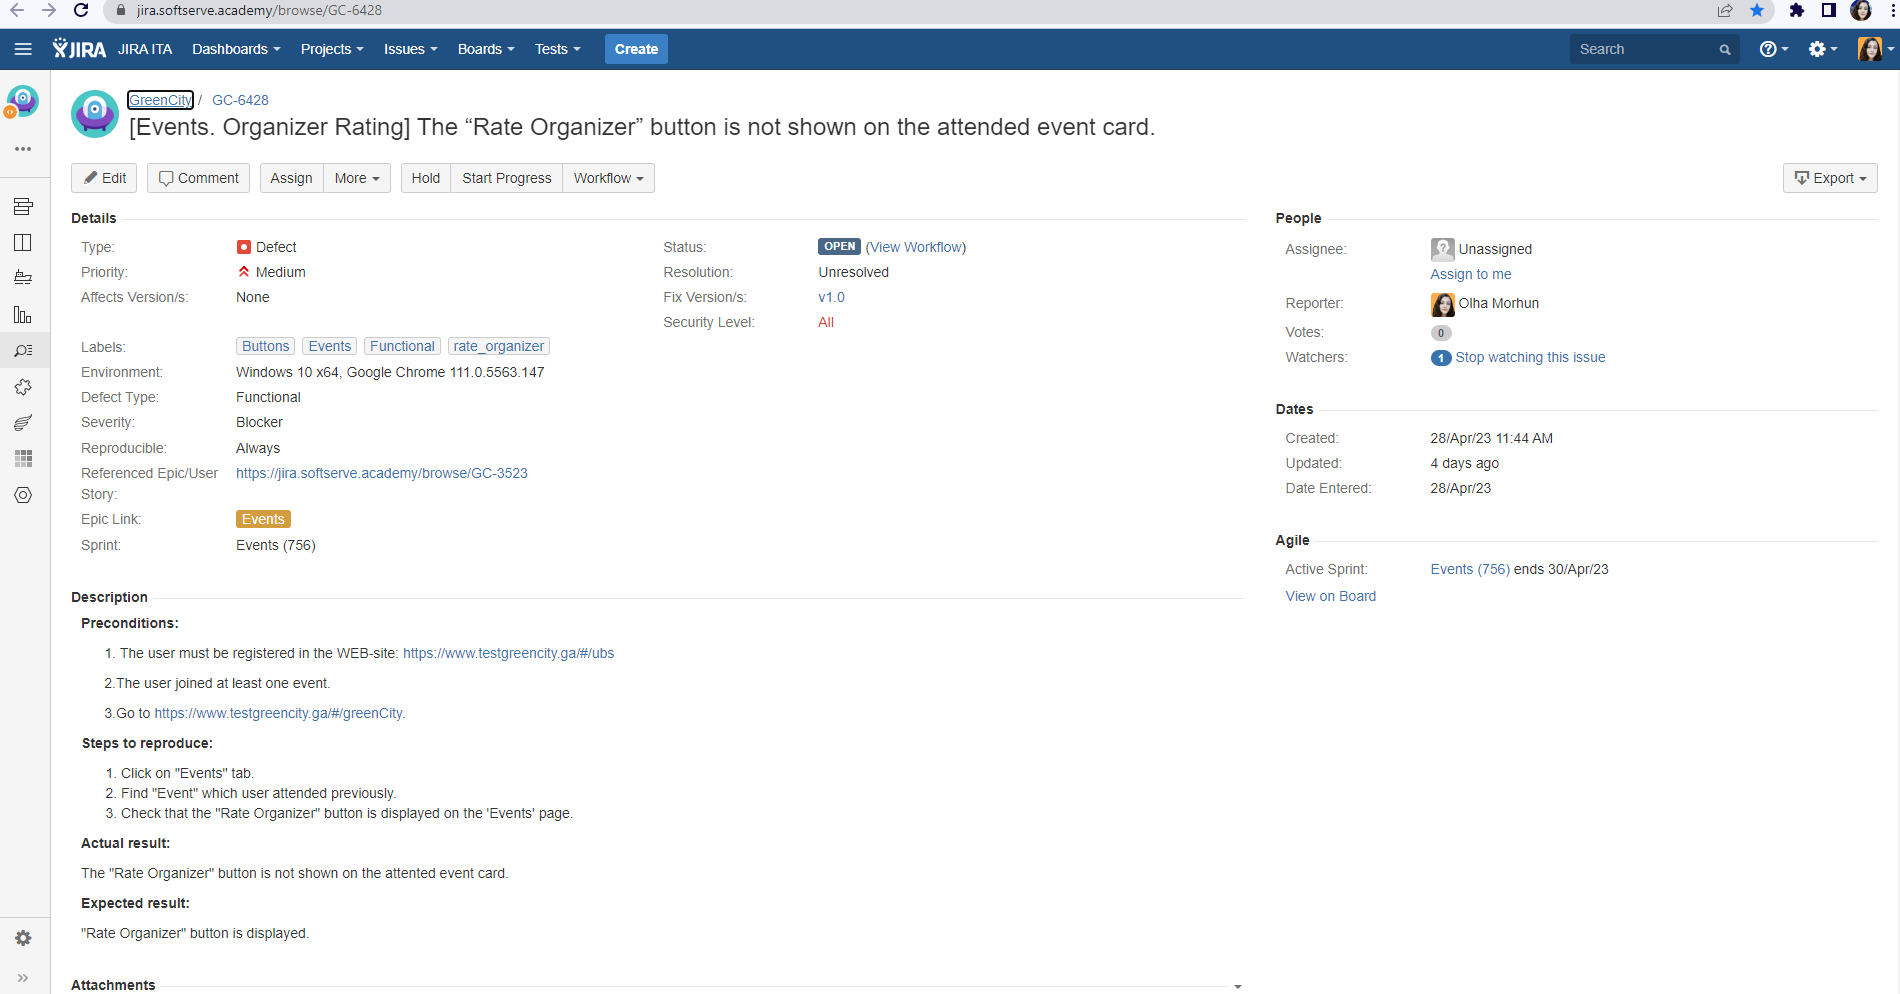 jira.softserve.academy/browse/GC-6428
JIRA JIRA ITA Dashboards Projects Issues Boards Tests Create Search
GreenCity / GC-6428
[Events. Organizer Rating] The “Rate Organizer” button is not shown on the attended event card.
Edit Comment Assign More Hold Start Progress Workflow Export
Details
Type: Defect
Priority: Medium
Affects Version/s: None
Status: OPEN (View Workflow)
Resolution: Unresolved
Fix Version/s: v1.0
Security Level: All
Labels: Buttons Events Functional rate_organizer
Environment: Windows 10 x64, Google Chrome 111.0.5563.147
Defect Type: Functional
Severity: Blocker
Reproducible: Always
Referenced Epic/User https://jira.softserve.academy/browse/GC-3523
Story:
Epic Link: Events
Sprint: Events (756)
Description
Preconditions:
1. The user must be registered in the WEB-site: https://www.testgreencity.ga/#/ubs
2.The user joined at least one event.
3.Go to https://www.testgreencity.ga/#/greenCity.
Steps to reproduce:
1. Click on "Events" tab.
2. Find "Event" which user attended previously.
3. Check that the "Rate Organizer" button is displayed on the 'Events' page.
Actual result:
The "Rate Organizer" button is not shown on the attented event card.
Expected result:
"Rate Organizer" button is displayed.
Attachments
People
Assignee: Unassigned
Assign to me
Reporter: Olha Morhun
Votes: 0
Watchers: 1 Stop watching this issue
Dates
Created: 28/Apr/23 11:44 AM
Updated: 4 days ago
Date Entered: 28/Apr/23
Agile
Active Sprint: Events (756) ends 30/Apr/23
View on Board